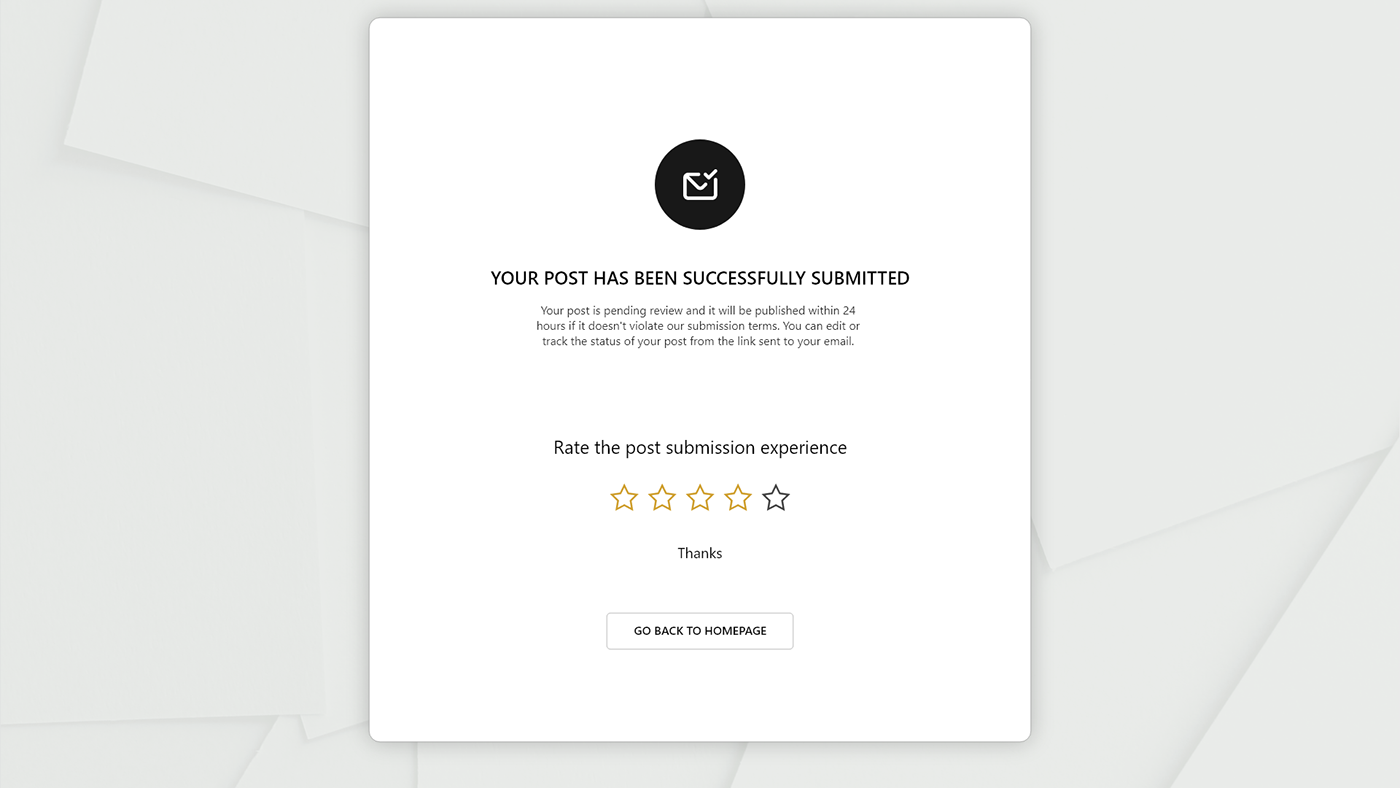 YOUR POST HAS BEEN SUCCESSFULLY SUBMITTED
Your post is pending review and it will be published within 24
hours if it doesn't violate our submission terms. You can edit or
track the status of your post from the link sent to your email.
Rate the post submission experience
Thanks
GO BACK TO HOMEPAGE